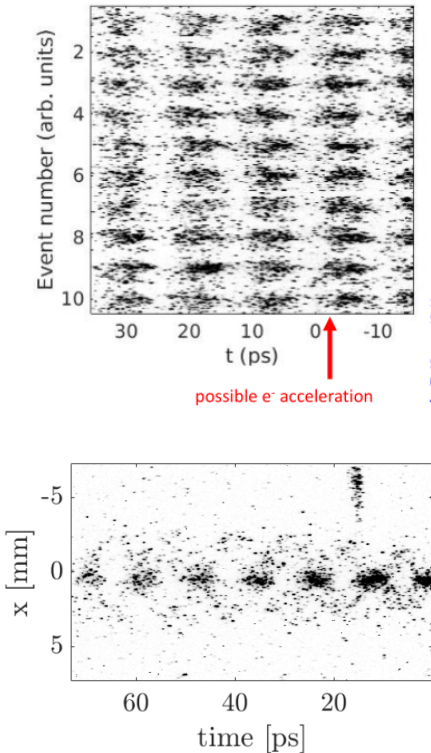 Event number (arb. units)
2
4
6
8
10
30 20 10 0 -10
t (ps)
possible e⁻ acceleration
x [mm]
-5
0
5
60 40 20
time [ps]